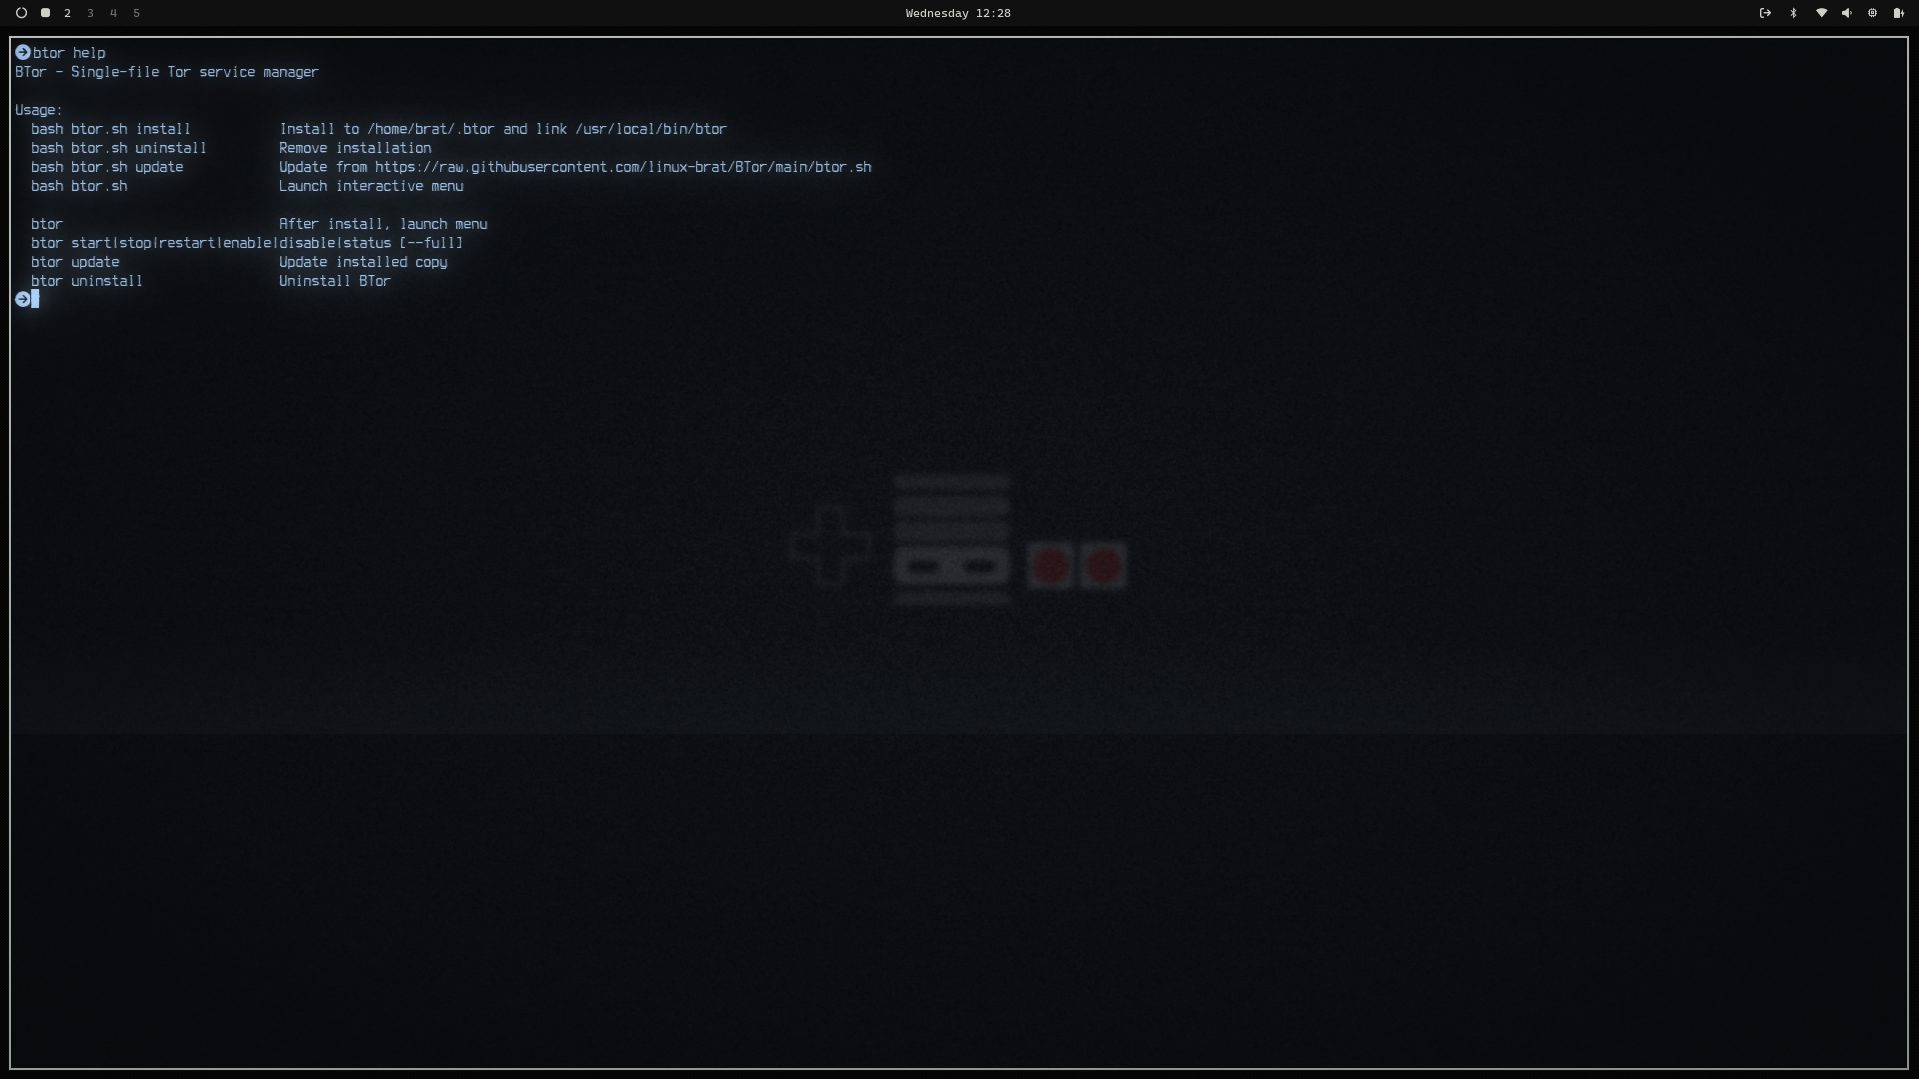 2 3 4 5 Wednesday 12:28
btor help
BTor - Single-file Tor service manager
Usage:
bash btor.sh install Install to /home/brat/.btor and link /usr/local/bin/btor
bash btor.sh uninstall Remove installation
bash btor.sh update Update from https://raw.githubusercontent.com/linux-brat/BTor/main/btor.sh
bash btor.sh Launch interactive menu
btor After install, launch menu
btor start|stop|restart|enable|disable|status [--full]
btor update Update installed copy
btor uninstall Uninstall BTor